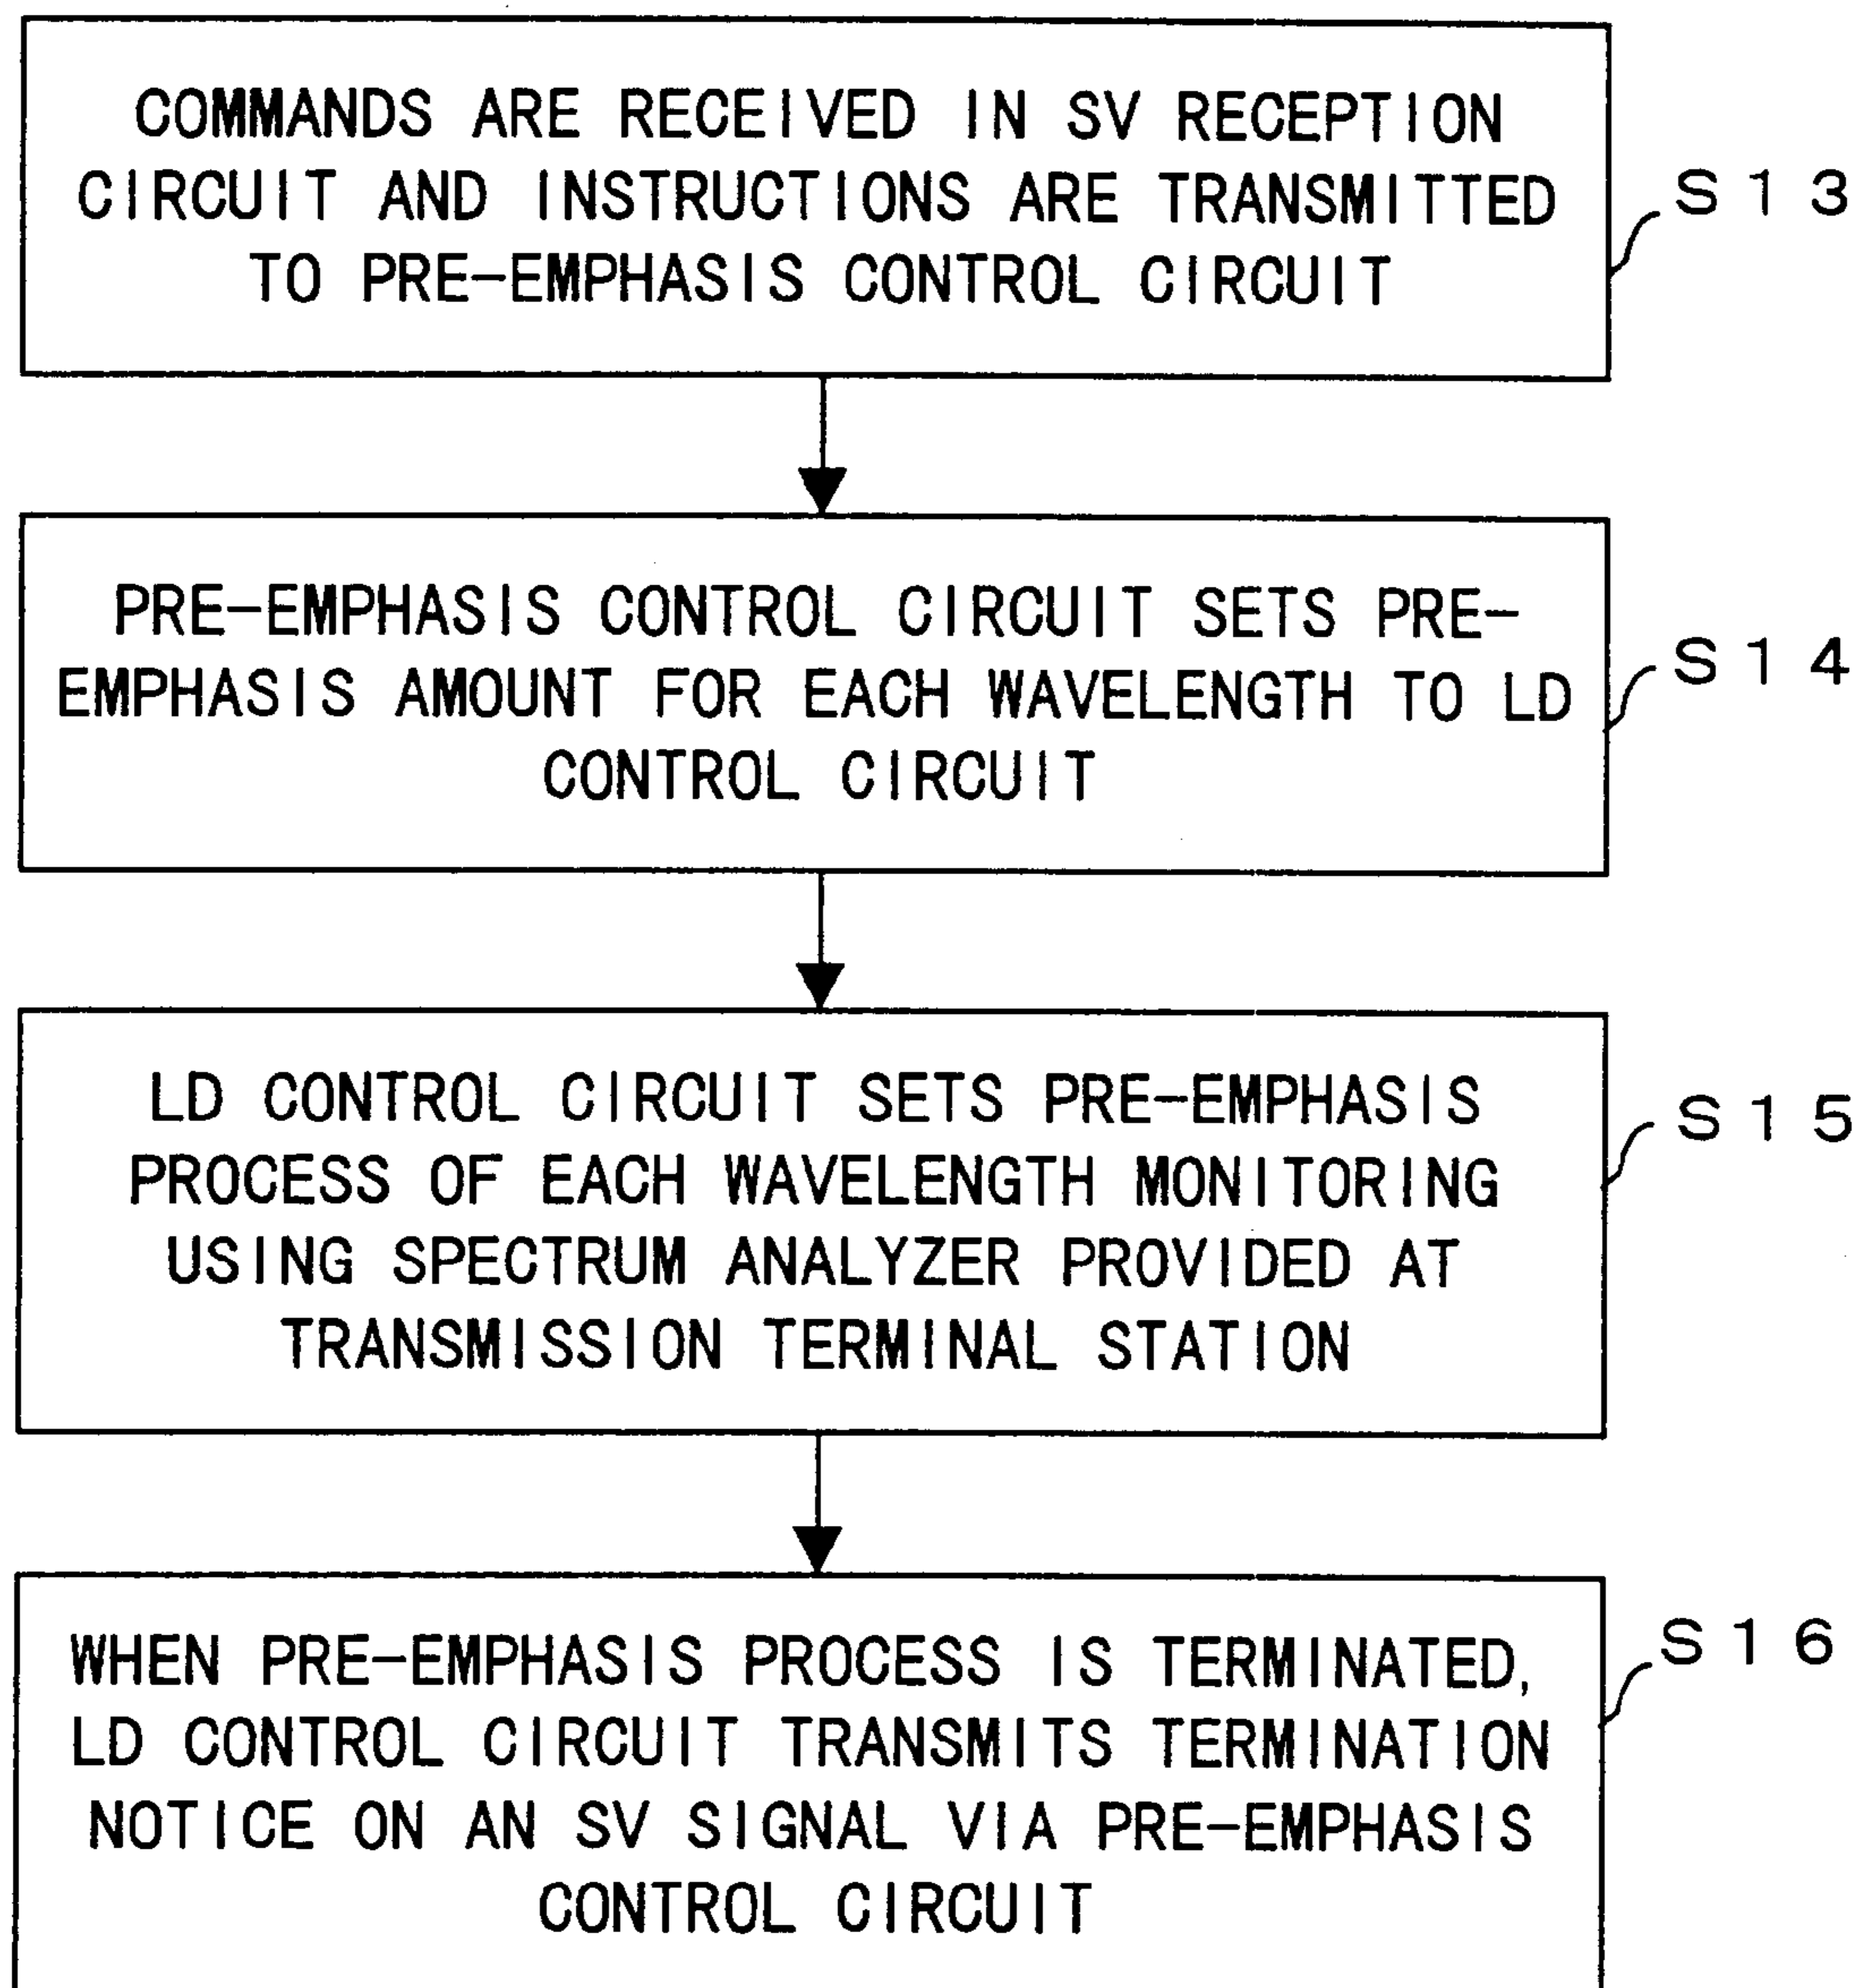 COMMANDS ARE RECEIVED IN SV RECEPTION
CIRCUIT AND INSTRUCTIONS ARE TRANSMITTED
TO PRE-EMPHASIS CONTROL CIRCUIT
S13
PRE-EMPHASIS CONTROL CIRCUIT SETS PRE-
EMPHASIS AMOUNT FOR EACH WAVELENGTH TO LD
CONTROL CIRCUIT
S14
LD CONTROL CIRCUIT SETS PRE-EMPHASIS
PROCESS OF EACH WAVELENGTH MONITORING
USING SPECTRUM ANALYZER PROVIDED AT
TRANSMISSION TERMINAL STATION
S15
WHEN PRE-EMPHASIS PROCESS IS TERMINATED,
LD CONTROL CIRCUIT TRANSMITS TERMINATION
NOTICE ON AN SV SIGNAL VIA PRE-EMPHASIS
CONTROL CIRCUIT
S16